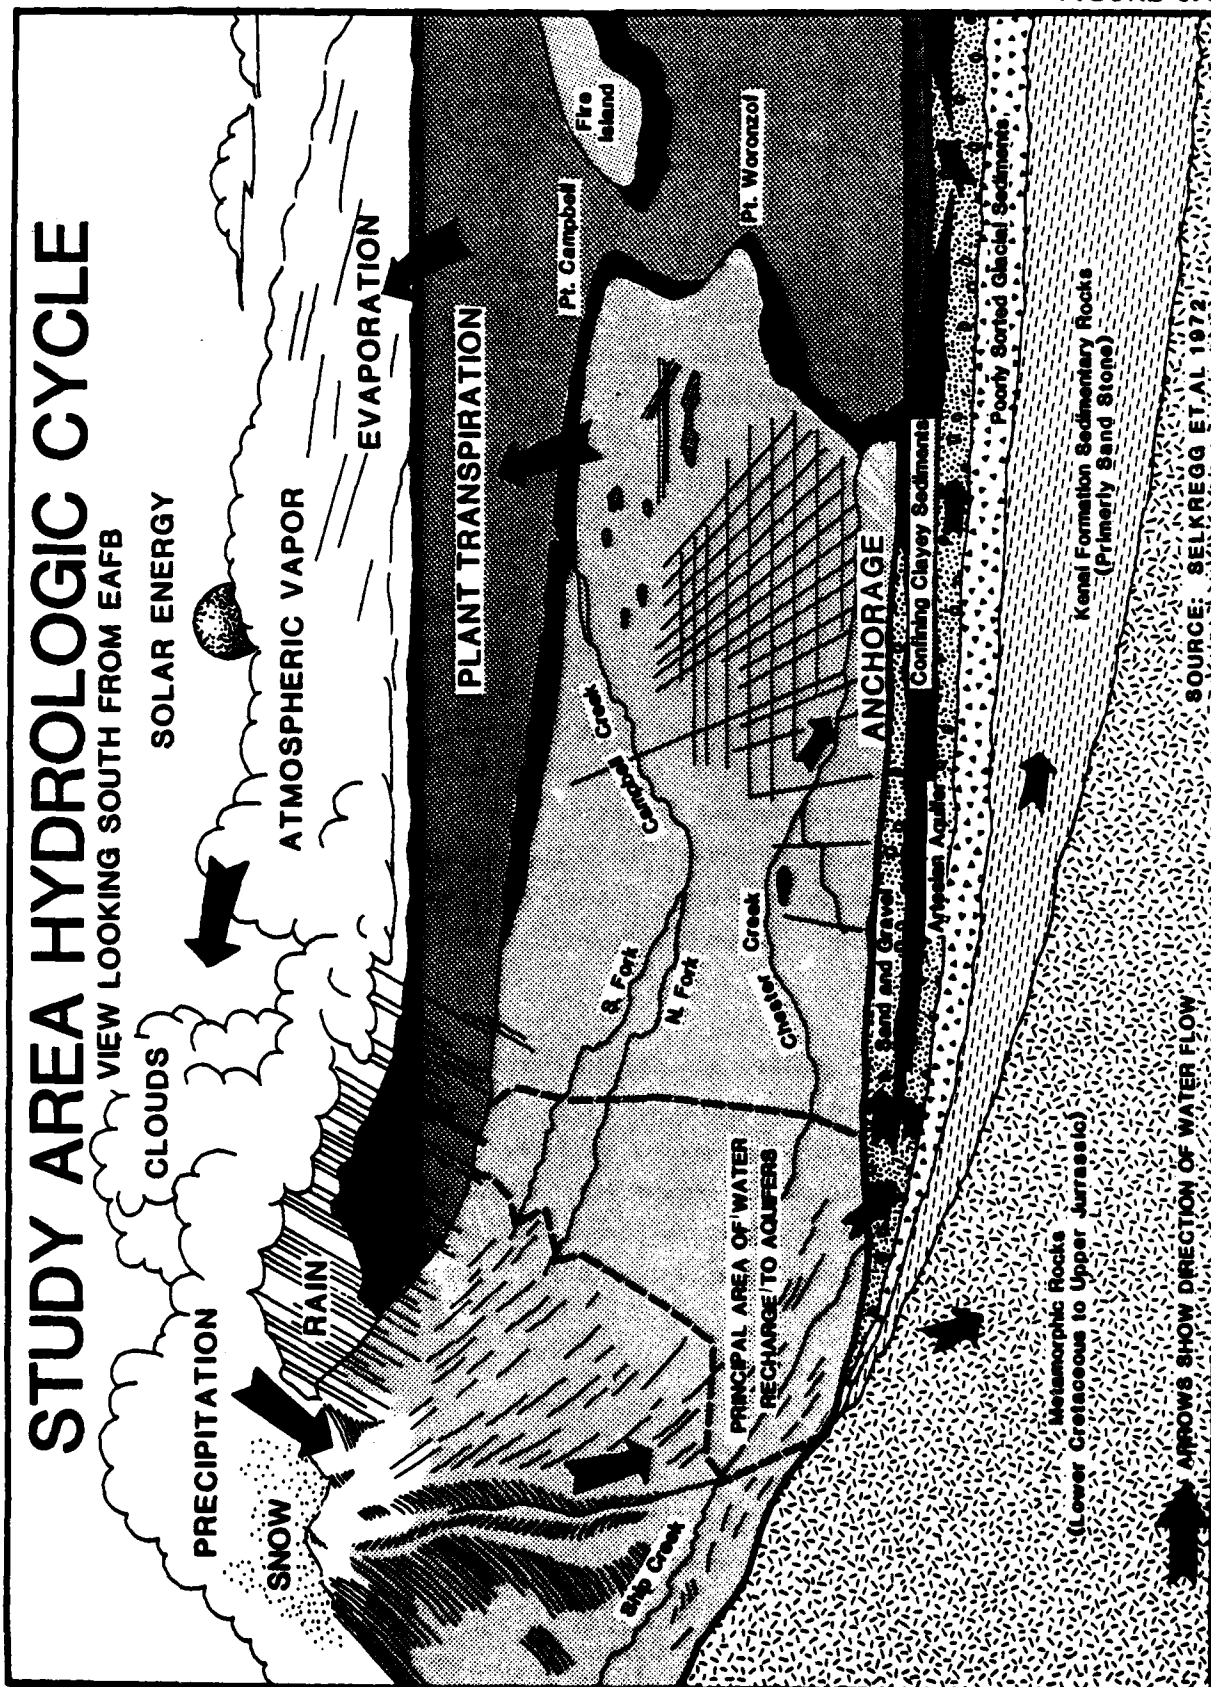 STUDY AREA HYDROLOGIC CYCLE
VIEW LOOKING SOUTH FROM EAFB
SOLAR ENERGY
CLOUDS
PRECIPITATION
ATMOSPHERIC VAPOR
SNOW
RAIN
EVAPORATION
PLANT TRANSPIRATION
Pt. Campbell
Fire
Island
Pt. Woronzof
Campbell Creek
S. Fork
N. Fork
Chester Creek
Ship Creek
PRINCIPAL AREA OF WATER
RECHARGE TO AQUIFERS
ANCHORAGE
Sand and Gravel
Confining Clayey Sediments
Artesian Aquifer
Poorly Sorted Glacial Sediments
Kenai Formation Sedimentary Rocks
(Primerly Sand Stone)
Metamorphic Rocks
(Lower Cretaceous to Upper Jurrassic)
ARROWS SHOW DIRECTION OF WATER FLOW
SOURCE: SELKREGG ET.AL 1972